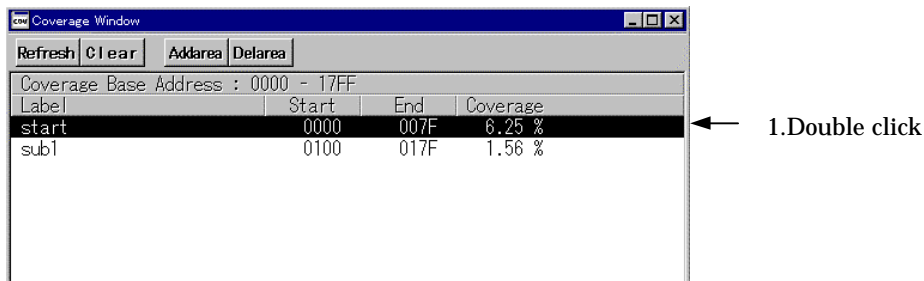 cov Coverage Window
Refresh Clear Addarea Delarea
Coverage Base Address : 0000 - 17FF
Label Start End Coverage
start 0000 007F 6.25 %
sub1 0100 017F 1.56 %
1.Double click